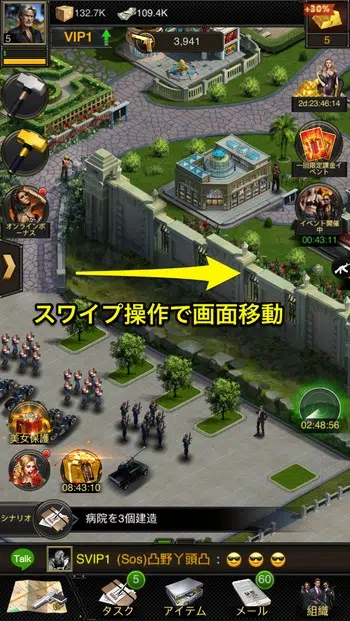 132.7K
109.4K
+30%
5
VIP1
3,941
5
2d:23:46:14
一回限定課金イ
ベント
オンラインボ
ーナス
イベント開催
中
00:43:11
スワイプ操作で画面移動
美女保護
02:48:56
08:43:10
シナリオ
病院を3個建造
Talk
SVIP1 (Sos)凸野丫頭凸 : 😎 😎 😎
5
60
タスク
アイテム
メール
組織